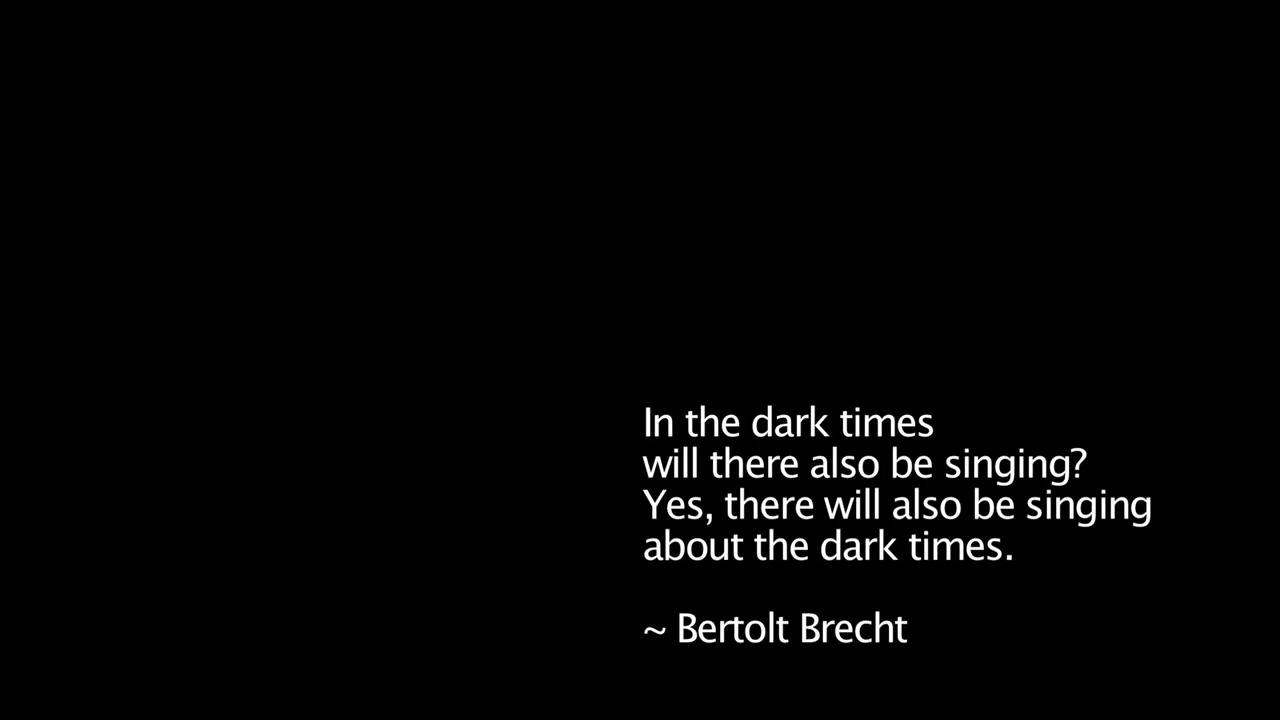 In the dark times
will there also be singing?
Yes, there will also be singing
about the dark times.
~ Bertolt Brecht